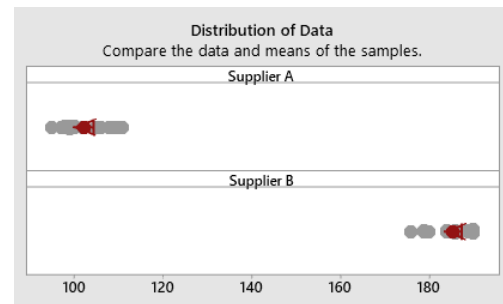 Distribution of Data
Compare the data and means of the samples.
Supplier A
Supplier B
100 120 140 160 180